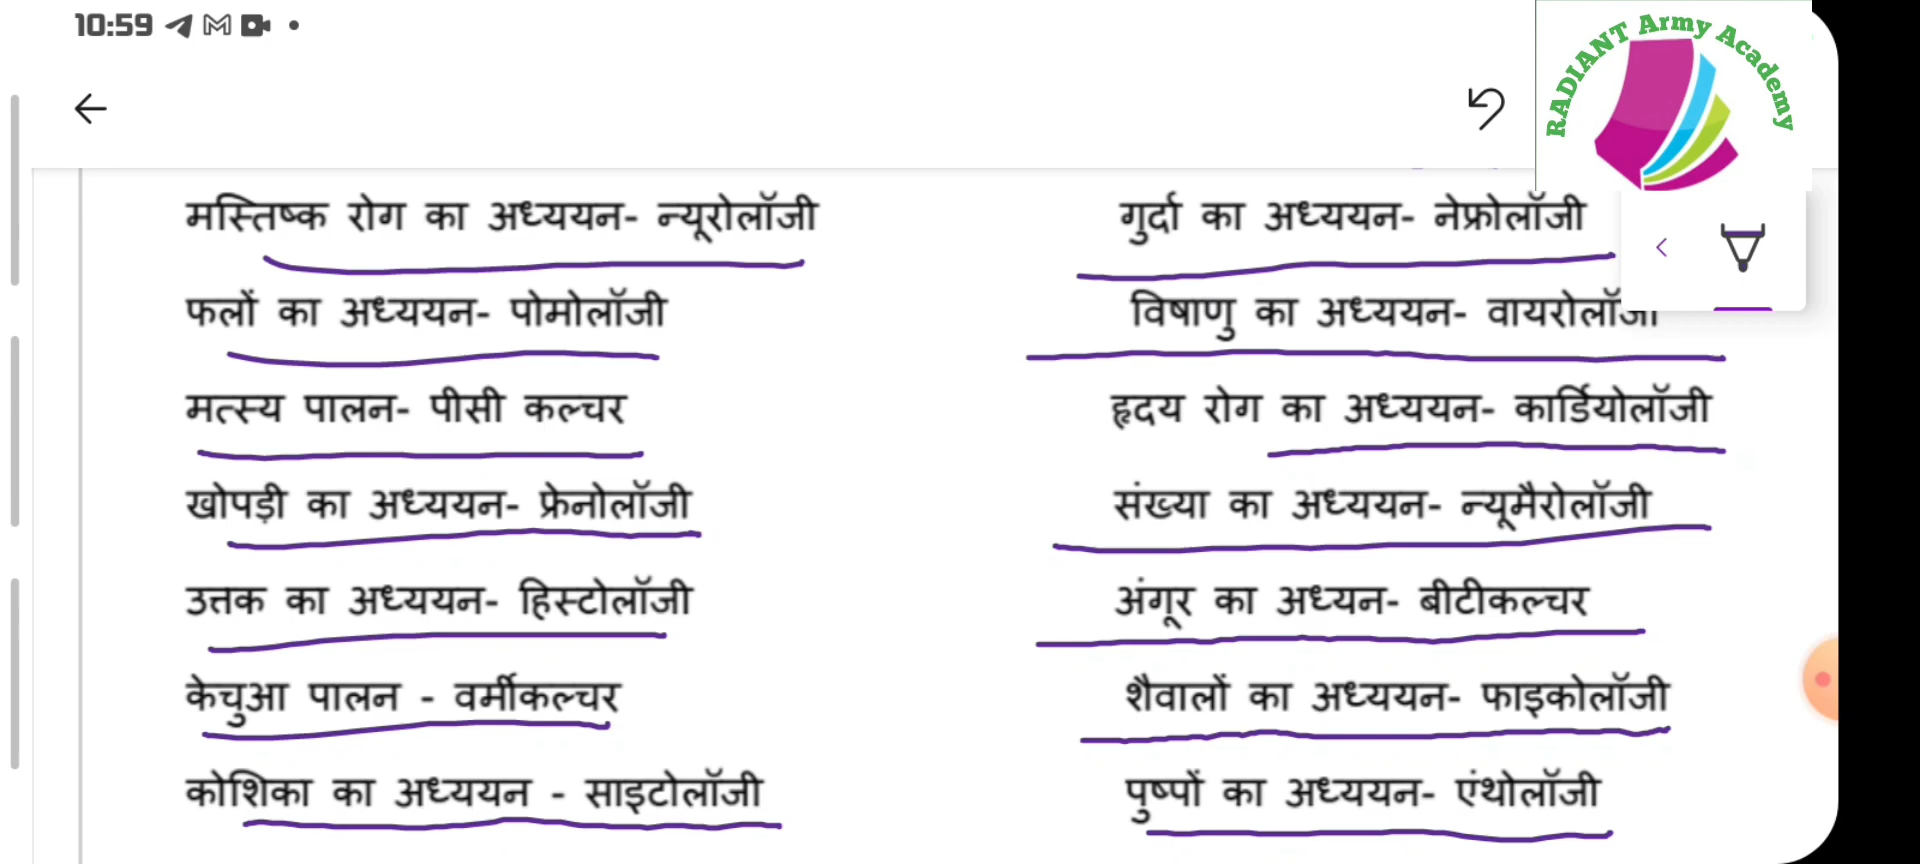 10:59
RADIANT Army Academy
मस्तिष्क रोग का अध्ययन- न्यूरोलॉजी
फलों का अध्ययन- पोमोलॉजी
मत्स्य पालन- पीसी कल्चर
खोपड़ी का अध्ययन- फ्रेनोलॉजी
उत्तक का अध्ययन- हिस्टोलॉजी
केचुआ पालन - वर्मीकल्चर
कोशिका का अध्ययन - साइटोलॉजी
गुर्दा का अध्ययन- नेफ्रोलॉजी
विषाणु का अध्ययन- वायरोलॉजी
हृदय रोग का अध्ययन- कार्डियोलॉजी
संख्या का अध्ययन- न्यूमैरोलॉजी
अंगूर का अध्यन- बीटीकल्चर
शैवालों का अध्ययन- फाइकोलॉजी
पुष्पों का अध्ययन- एंथोलॉजी